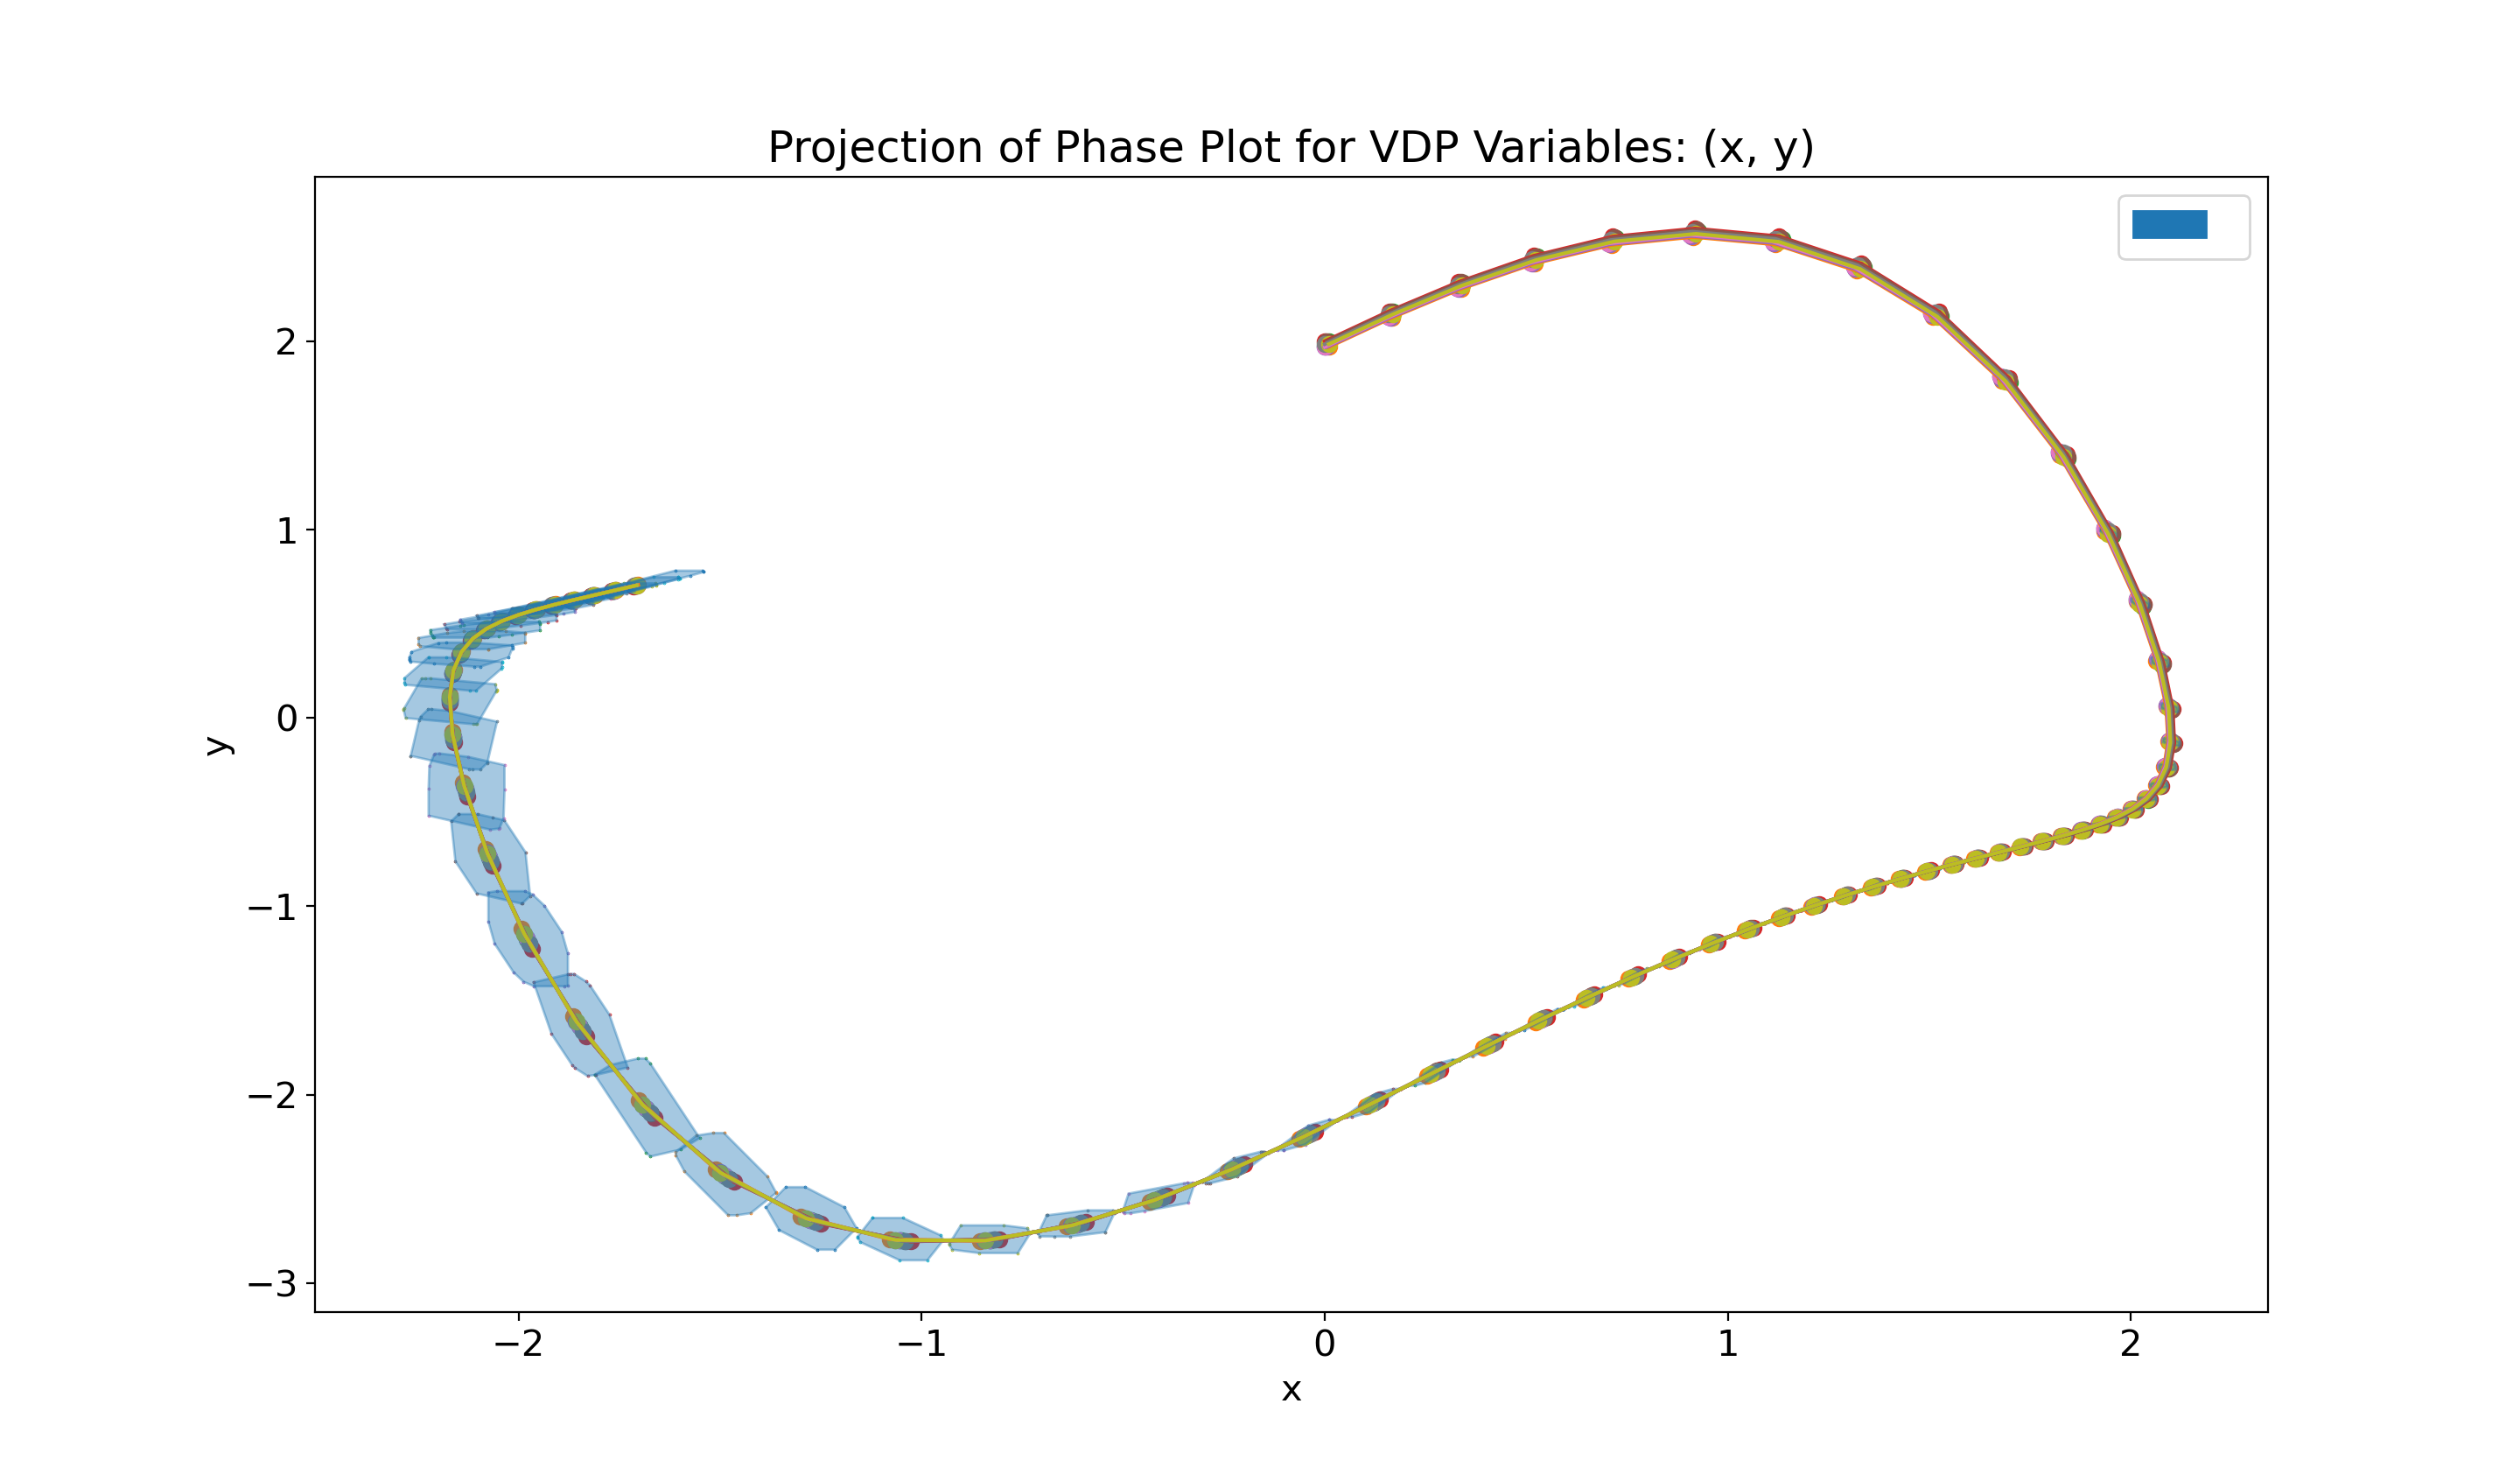 Projection of Phase Plot for VDP Variables: (x, y)
2
1
0
−1
−2
−3
y
−2 −1 0 1 2
x